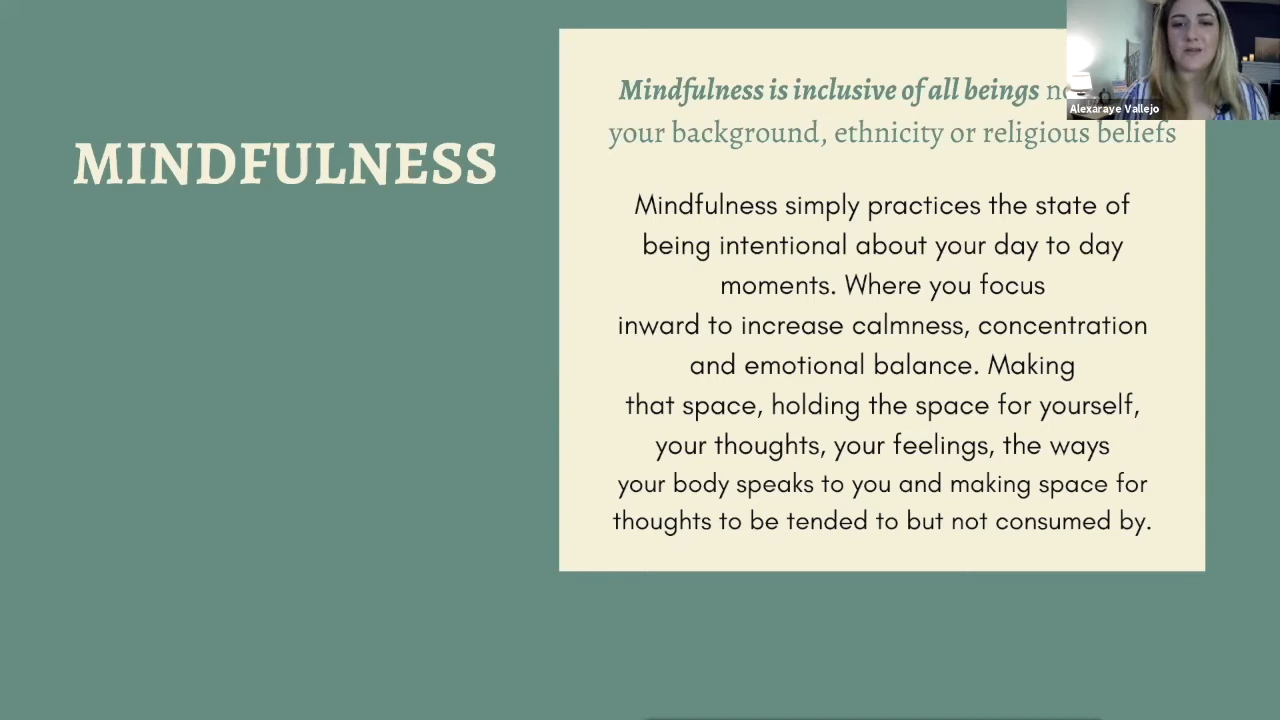 MINDFULNESS
Mindfulness is inclusive of all beings
your background, ethnicity or religious beliefs
Mindfulness simply practices the state of
being intentional about your day to day
moments. Where you focus
inward to increase calmness, concentration
and emotional balance. Making
that space, holding the space for yourself,
your thoughts, your feelings, the ways
your body speaks to you and making space for
thoughts to be tended to but not consumed by.
Alexaraye Vallejo